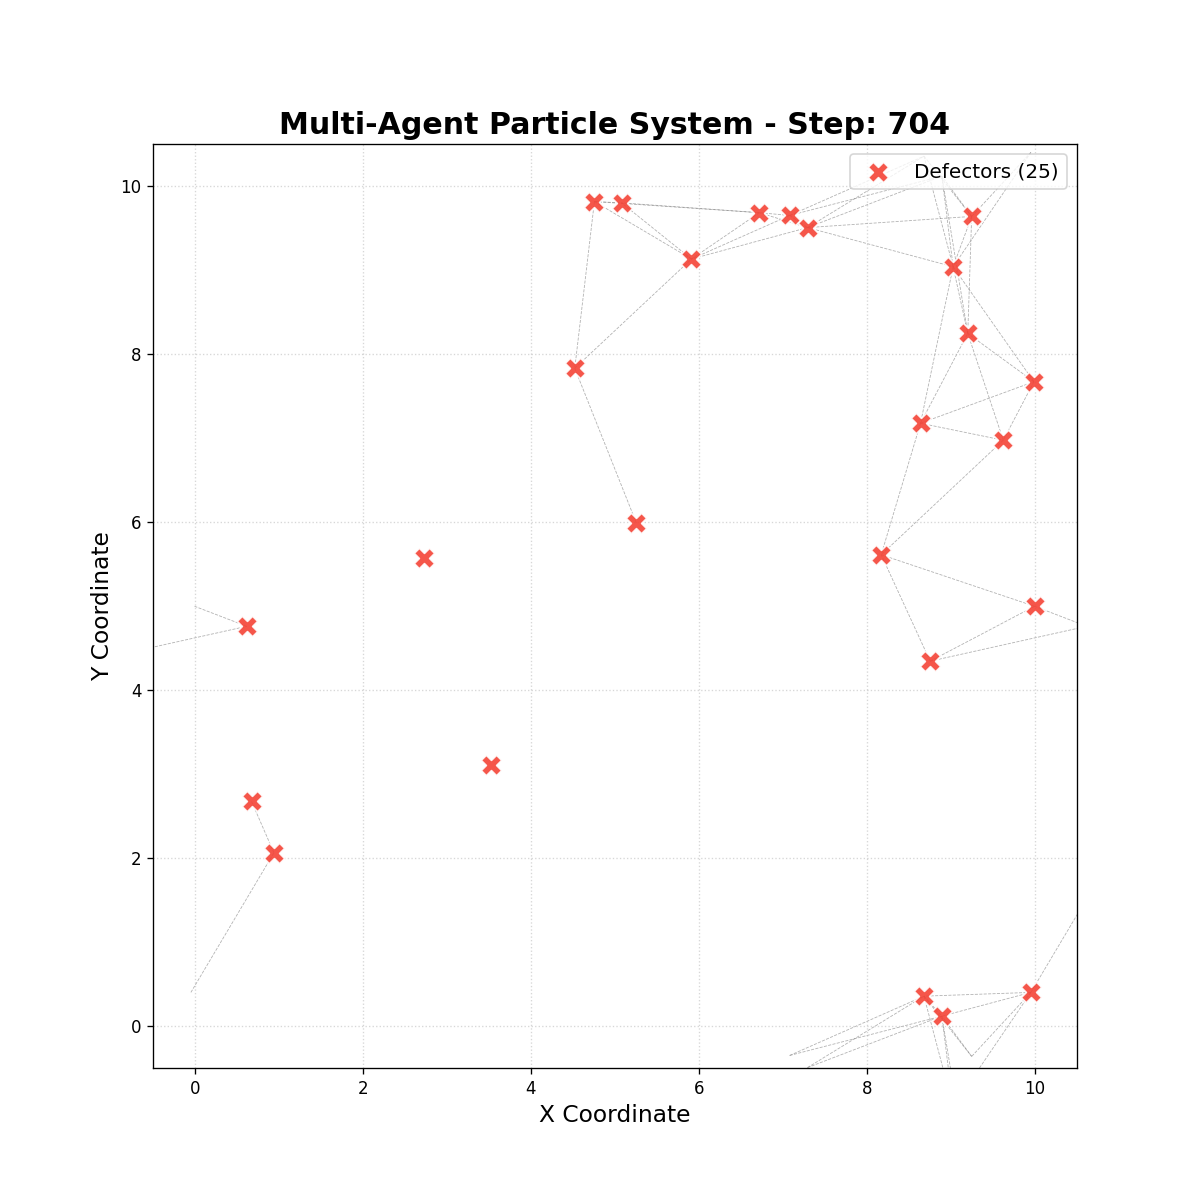 Multi-Agent Particle System - Step: 704
Defectors (25)
10
8
6
4
2
0
Y Coordinate
0 2 4 6 8 10
X Coordinate